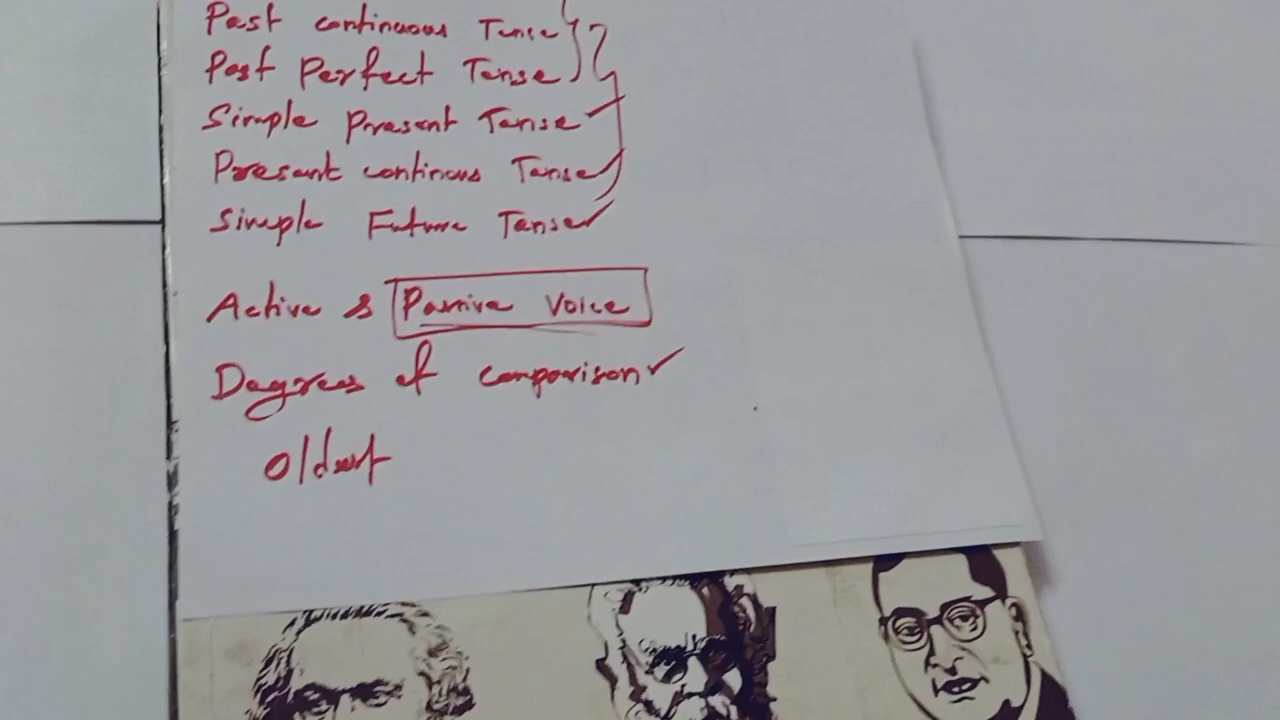 Past continuous Tense
Past Perfect Tense
Simple Present Tense
Present continous Tense
Simple Future Tense
Active & Passive Voice
Degrees of comparison
Oldest